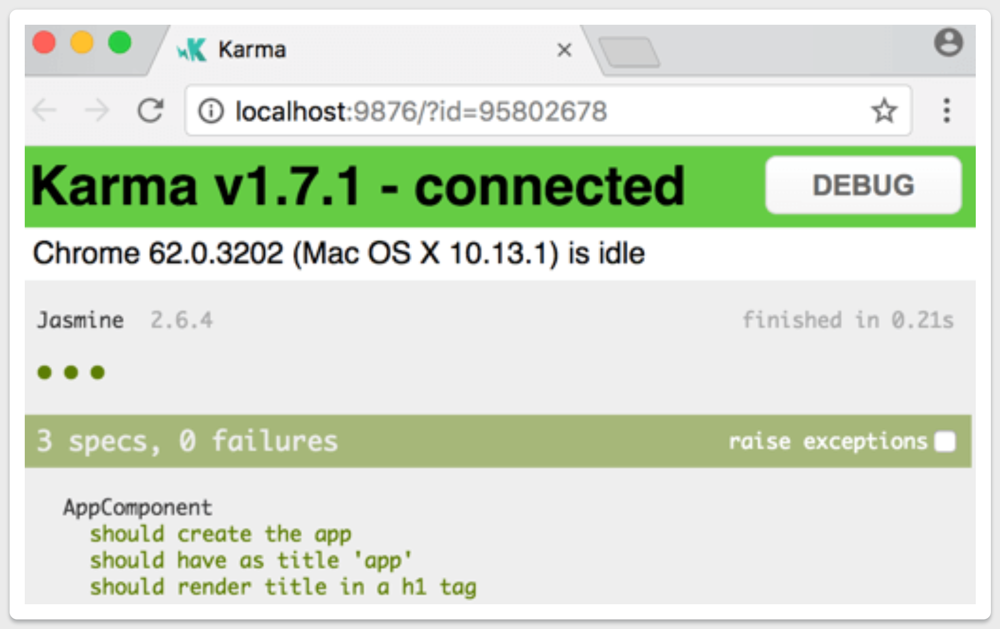 Karma
localhost:9876/?id=95802678
Karma v1.7.1 - connected
DEBUG
Chrome 62.0.3202 (Mac OS X 10.13.1) is idle
Jasmine 2.6.4
finished in 0.21s
3 specs, 0 failures
raise exceptions
AppComponent
should create the app
should have as title 'app'
should render title in a h1 tag